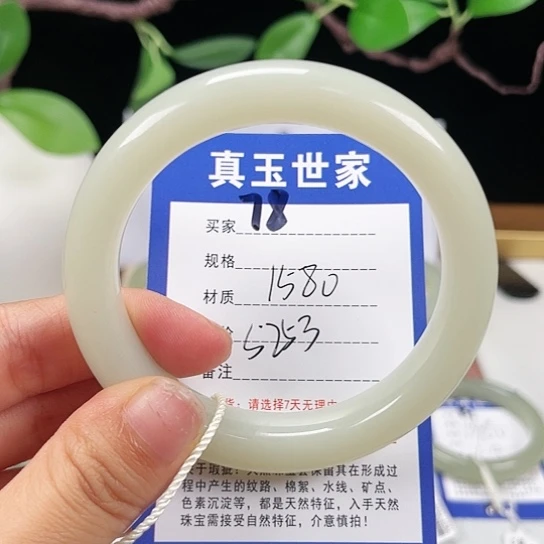 真玉世家
买家 78
规格
材质 1580
5253
备注
请选择7天无理由
程中产生的纹路、棉絮、水线、矿点、
色素沉淀等，都是天然特征，入手天然
珠宝需接受自然特征，介意慎拍！